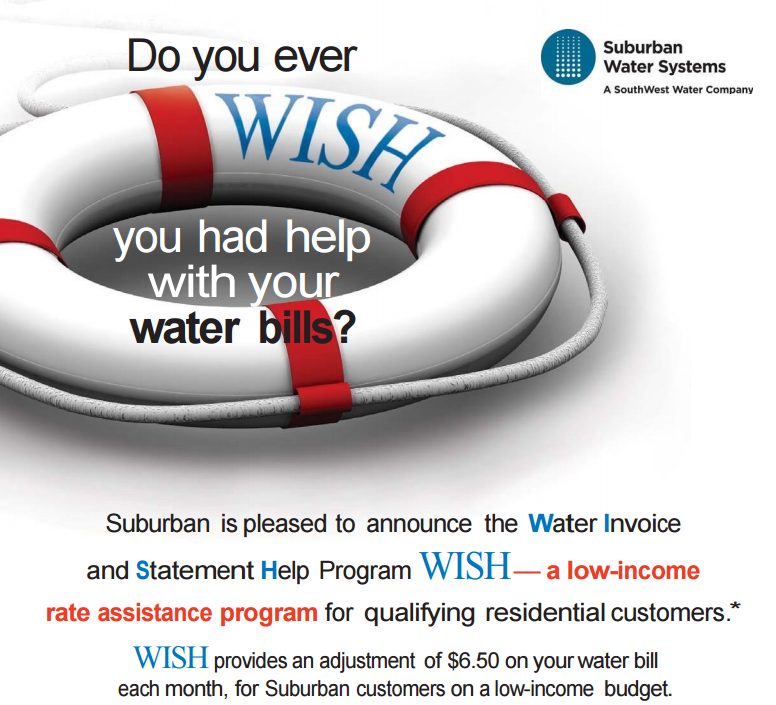 Do you ever
Suburban
Water Systems
A SouthWest Water Company
WISH
you had help
with your
water bills?
Suburban is pleased to announce the Water Invoice
and Statement Help Program WISH — a low-income
rate assistance program for qualifying residential customers.*
WISH provides an adjustment of $6.50 on your water bill
each month, for Suburban customers on a low-income budget.